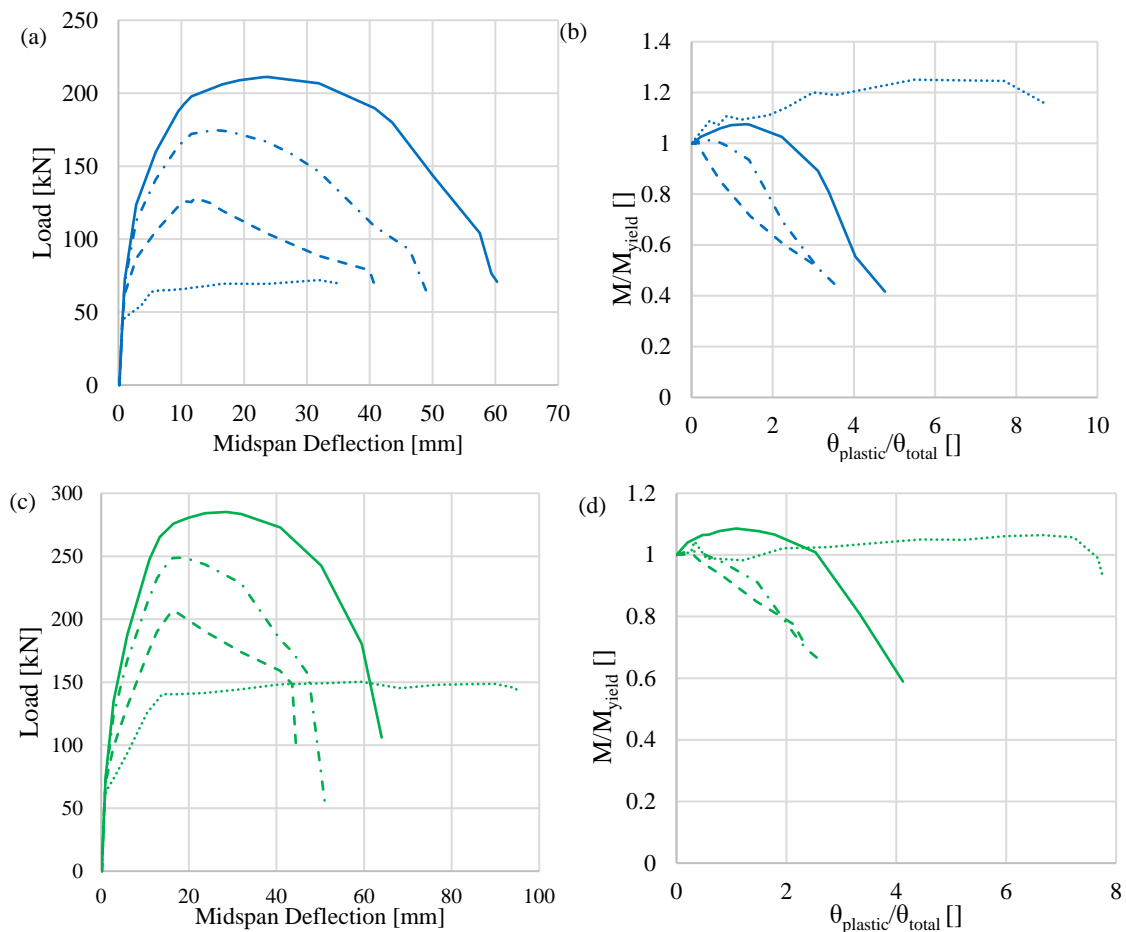 (a)
Load [kN]
250
200
150
100
50
0
0 10 20 30 40 50 60 70
Midspan Deflection [mm]
(b)
M/Myield []
1.4
1.2
1
0.8
0.6
0.4
0.2
0
0 2 4 6 8 10
θplastic/θtotal []
(c)
Load [kN]
300
250
200
150
100
50
0
0 20 40 60 80 100
Midspan Deflection [mm]
(d)
M/Myield []
1.2
1
0.8
0.6
0.4
0.2
0
0 2 4 6 8
θplastic/θtotal []